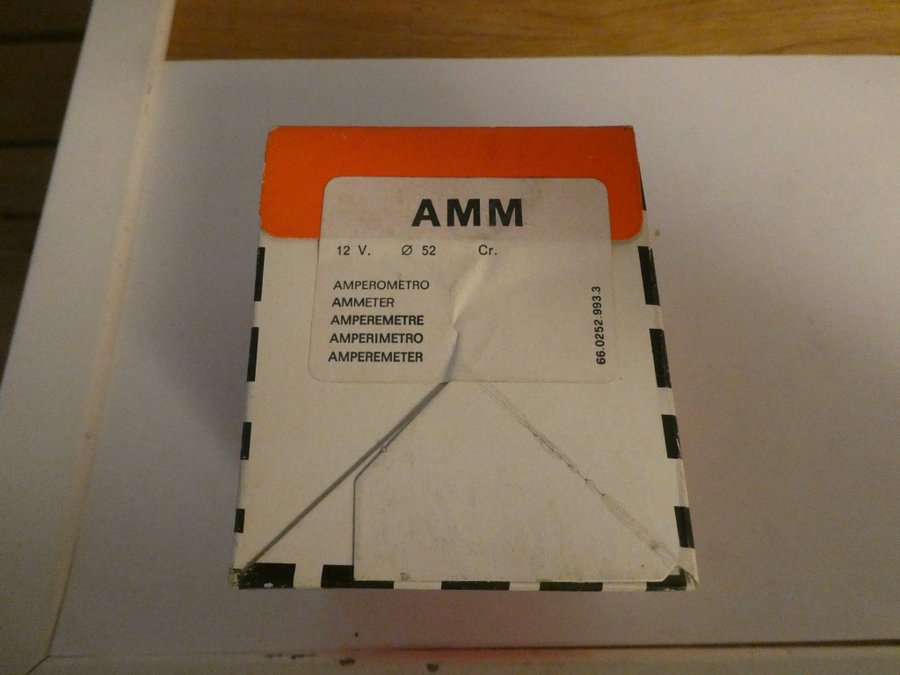 AMM
12 V. Ø 52 Cr.
AMPEROMETRO
AMMETER
AMPEREMETRE
AMPERIMETRO
AMPEREMETER
66.0252.993.3